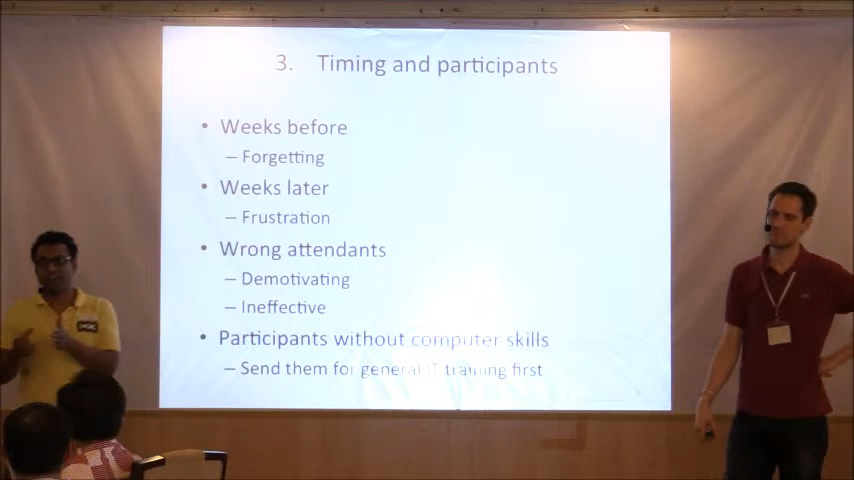 3. Timing and participants
• Weeks before
– Forgetting
• Weeks later
– Frustration
• Wrong attendants
– Demotivating
– Ineffective
• Participants without computer skills
– Send them for general IT training first